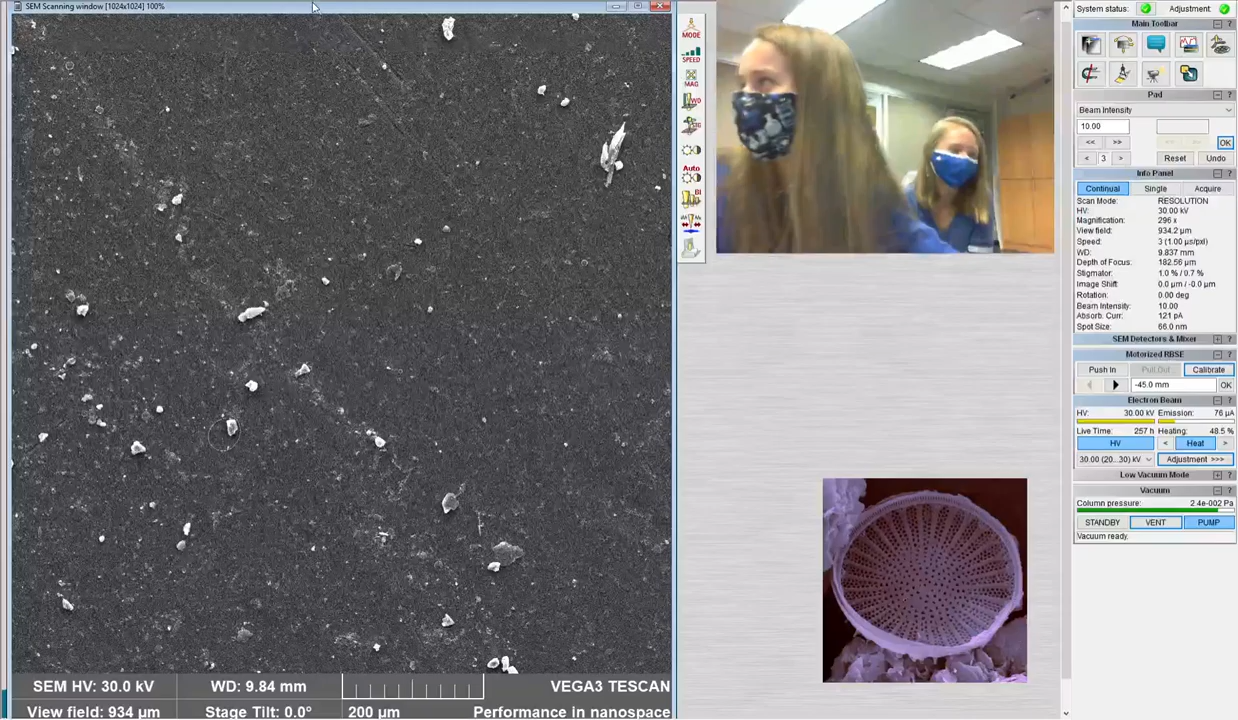 SEM Scanning window [1024x1024] 100%
MODE
SPEED
MAG
WD
Auto
BI
SEM HV: 30.0 kV
WD: 9.84 mm
VEGA3 TESCAN
View field: 934 µm
Stage Tilt: 0.0°
200 µm
Performance in nanospace
System status:
Adjustment:
Main Toolbar
Pad
Beam Intensity
10.00
<< >>
OK
< 3 >
Reset
Undo
Info Panel
Continual
Single
Acquire
Scan Mode: RESOLUTION
HV: 30.00 kV
Magnification: 296 x
View field: 934.2 µm
Speed: 3 (1.00 µs/pxl)
WD: 9.837 mm
Depth of Focus: 182.56 µm
Stigmator: 1.0 % / 0.7 %
Image Shift: 0.0 µm / -0.0 µm
Rotation: 0.00 deg
Beam Intensity: 10.00
Absorb. Curr: 121 pA
Spot Size: 66.0 nm
SEM Detectors & Mixer
Motorized RBSE
Push In
Pull Out
Calibrate
-45.0 mm
OK
Electron Beam
HV: 30.00 kV Emission: 76 µA
Live Time: 257 h Heating: 48.5 %
HV
< Heat >
30.00 (20...30) kV
Adjustment >>>
Low Vacuum Mode
Vacuum
Column pressure: 2.4e-002 Pa
STANDBY
VENT
PUMP
Vacuum ready.